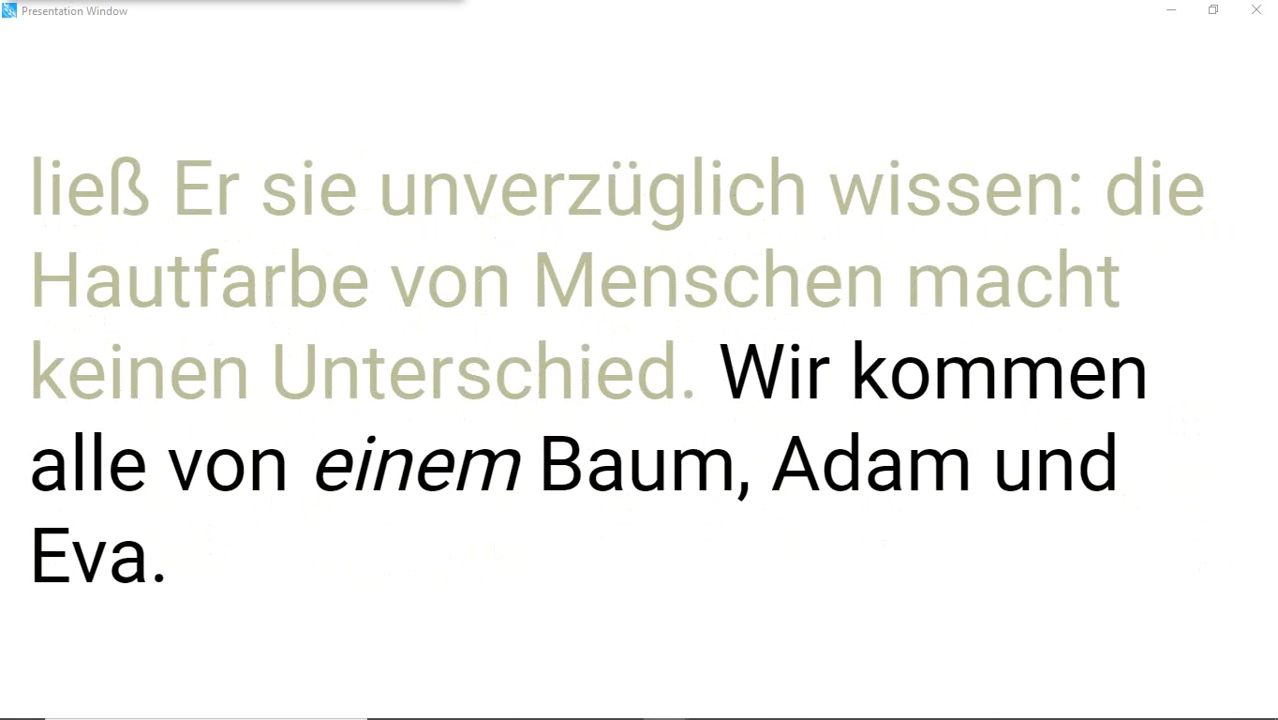 Presentation Window
ließ Er sie unverzüglich wissen: die
Hautfarbe von Menschen macht
keinen Unterschied. Wir kommen
alle von einem Baum, Adam und
Eva.